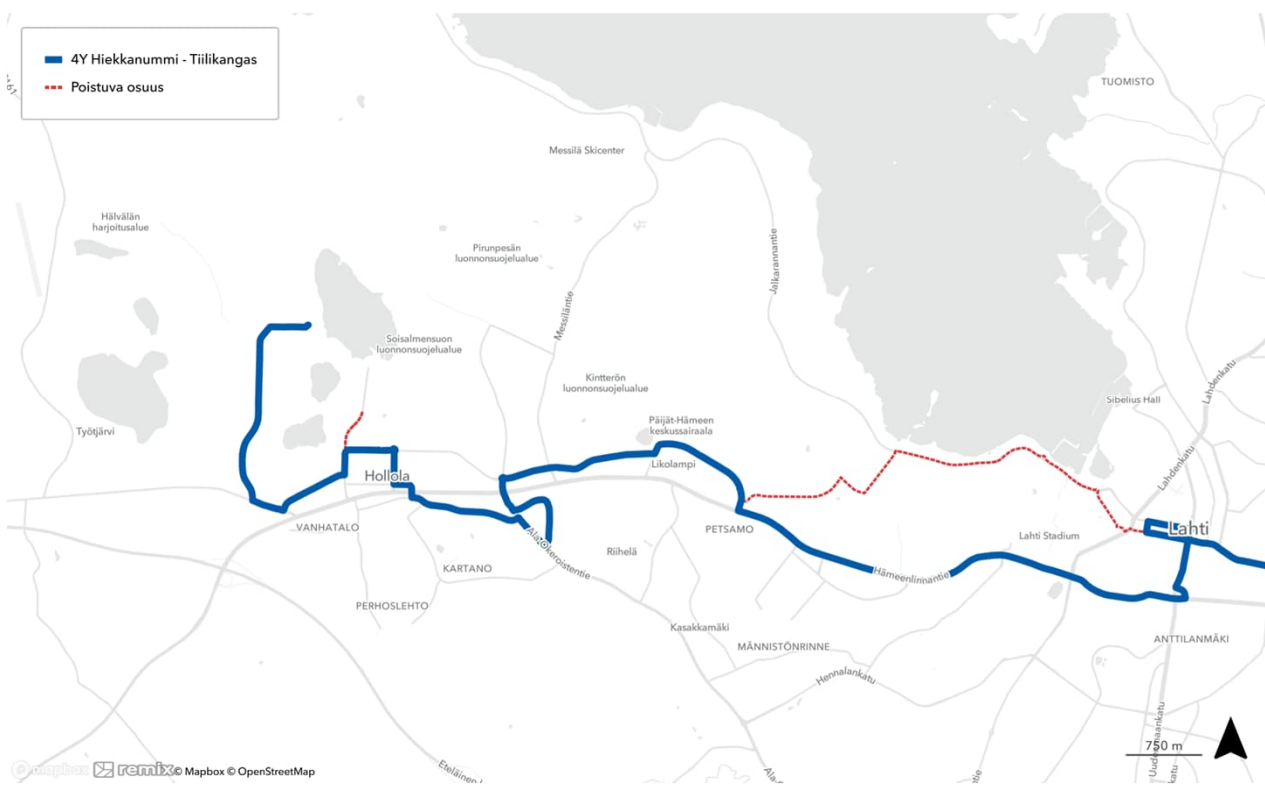 4Y Hiekkanummi - Tiilikangas
Poistuva osuus
TUOMISTO
Messilä Skicenter
Hälvälän
harjoitusalue
Pirunpesän
luonnonsuojelualue
Jalkarannantie
Messiläntie
Soisalmensuon
luonnonsuojelualue
Kintterön
luonnonsuojelualue
Lahdenkatu
Sibelius Hall
Työtjärvi
Päijät-Hämeen
keskussairaala
Likolampi
Hollola
Lahdenkatu
VANHATALO
PETSAMO
Lahti
Lahti Stadium
Riihelä
KARTANO
Hämeenlinnantie
PERHOSLEHTO
Kasakkamäki
MÄNNISTÖNRINNE
ANTTILANMÄKI
Hennalankatu
750 m
mapbox remix © Mapbox © OpenStreetMap
Eteläinen